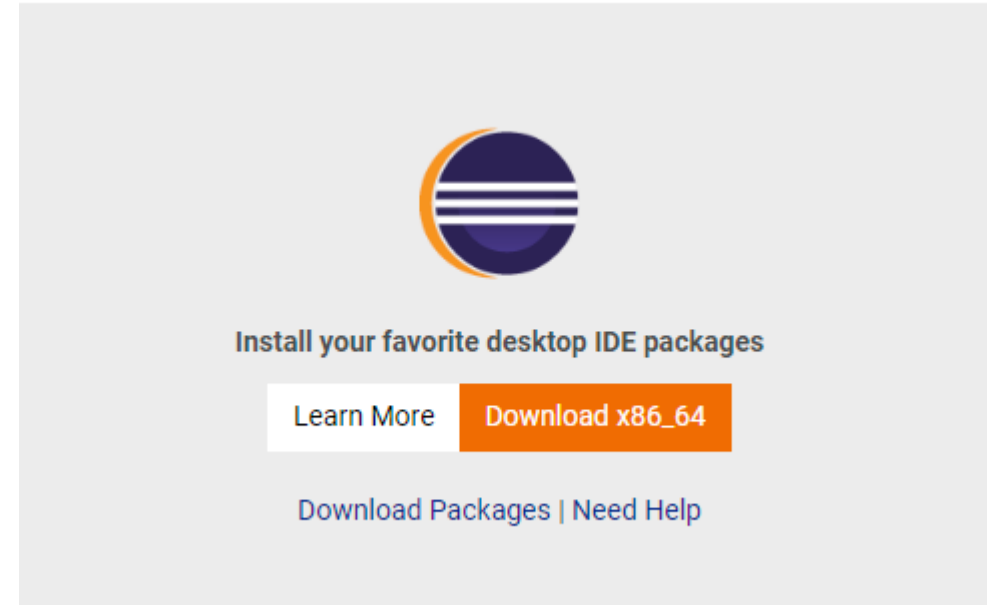 Install your favorite desktop IDE packages
Learn More Download x86_64
Download Packages | Need Help